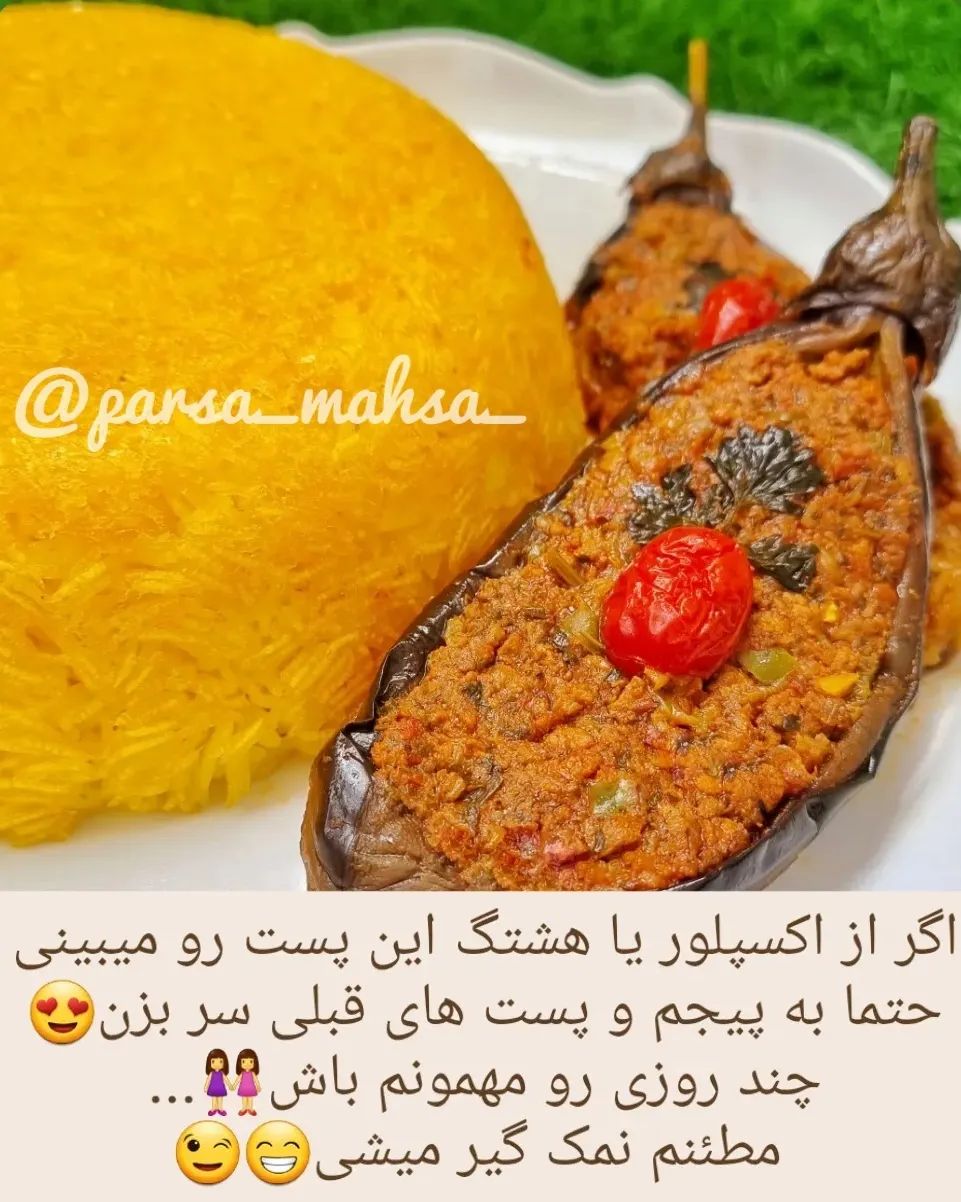 @parsa_mahsa_
اگر از اکسپلور یا هشتگ این پست رو میبینی
حتما به پیجم و پست های قبلی سر بزن😍
چند روزی رو مهمونم باش👭...
مطئنم نمک گیر میشی😁😉